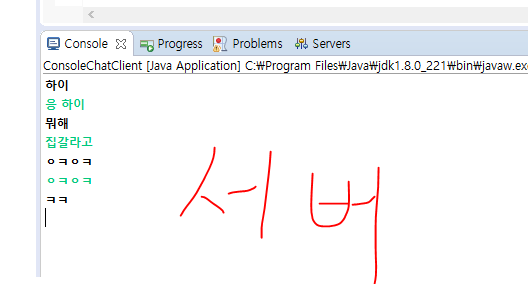 Console Progress Problems Servers
ConsoleChatClient [Java Application] C:₩Program Files₩Java₩jdk1.8.0_221₩bin₩javaw.ex
하이
응 하이
뭐해
집갈라고
ㅇㅋㅇㅋ
ㅇㅋㅇㅋ
ㅋㅋ
서버